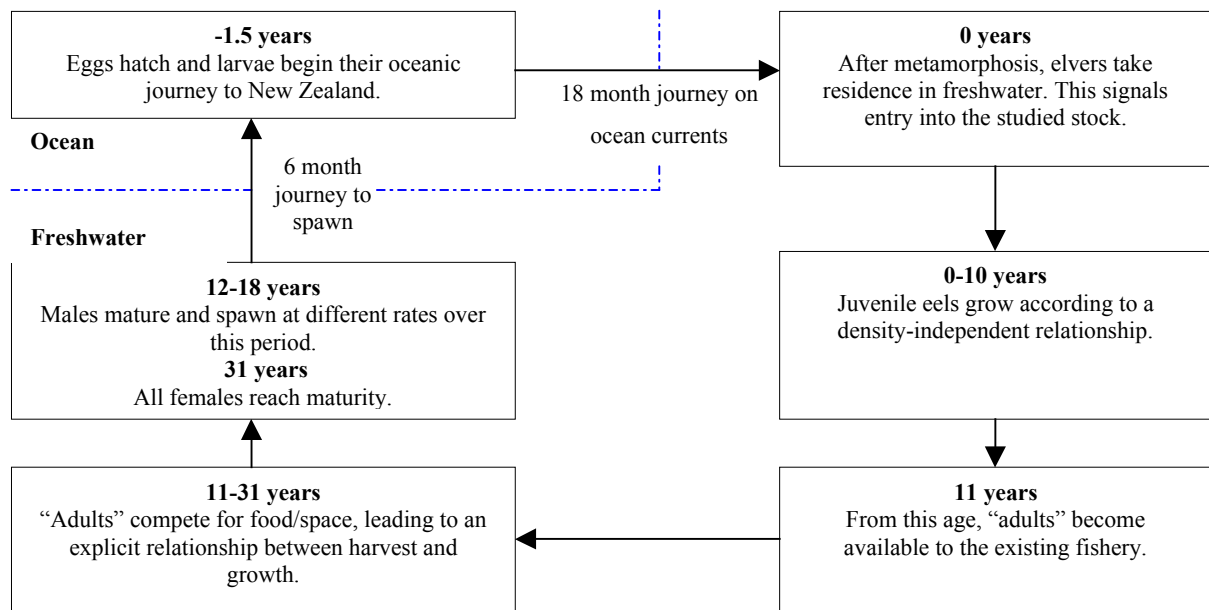 -1.5 years
Eggs hatch and larvae begin their oceanic
journey to New Zealand.
18 month journey on
ocean currents
0 years
After metamorphosis, elvers take
residence in freshwater. This signals
entry into the studied stock.
Ocean
6 month
journey to
spawn
Freshwater
0-10 years
Juvenile eels grow according to a
density-independent relationship.
12-18 years
Males mature and spawn at different rates over
this period.
31 years
All females reach maturity.
11 years
From this age, “adults” become
available to the existing fishery.
11-31 years
“Adults” compete for food/space, leading to an
explicit relationship between harvest and
growth.